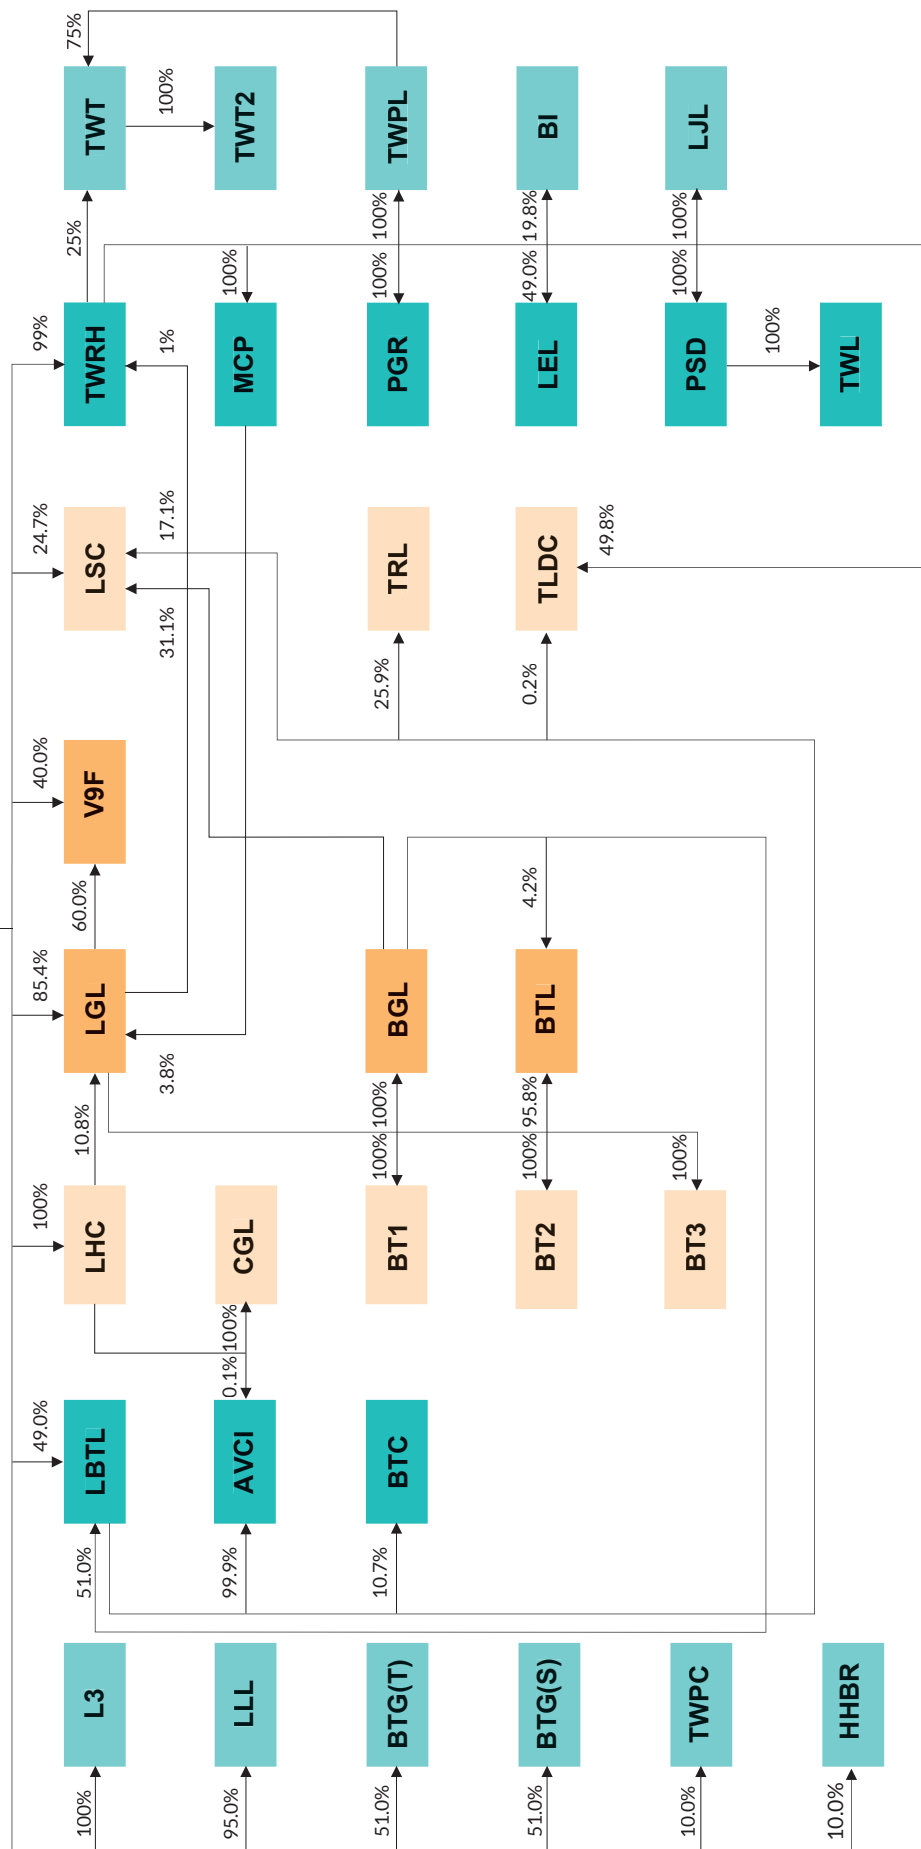 100%
L3
51.0%
LBTL
49.0%
LHC
100%
10.8%
LGL
85.4%
60.0%
V9F
40.0%
LSC
24.7%
TWRH
99%
25%
TWT
75%
95.0%
LLL
99.9%
AVCI
0.1%
100%
CGL
3.8%
31.1%
17.1%
1%
MCP
100%
100%
TWT2
51.0%
BTG(T)
10.7%
BTC
BT1
100%
100%
BGL
25.9%
TRL
PGR
100%
100%
TWPL
51.0%
BTG(S)
BT2
100%
95.8%
BTL
4.2%
0.2%
TLDC
49.8%
LEL
49.0%
19.8%
BI
10.0%
TWPC
BT3
100%
PSD
100%
100%
LJL
100%
TWL
10.0%
HHBR